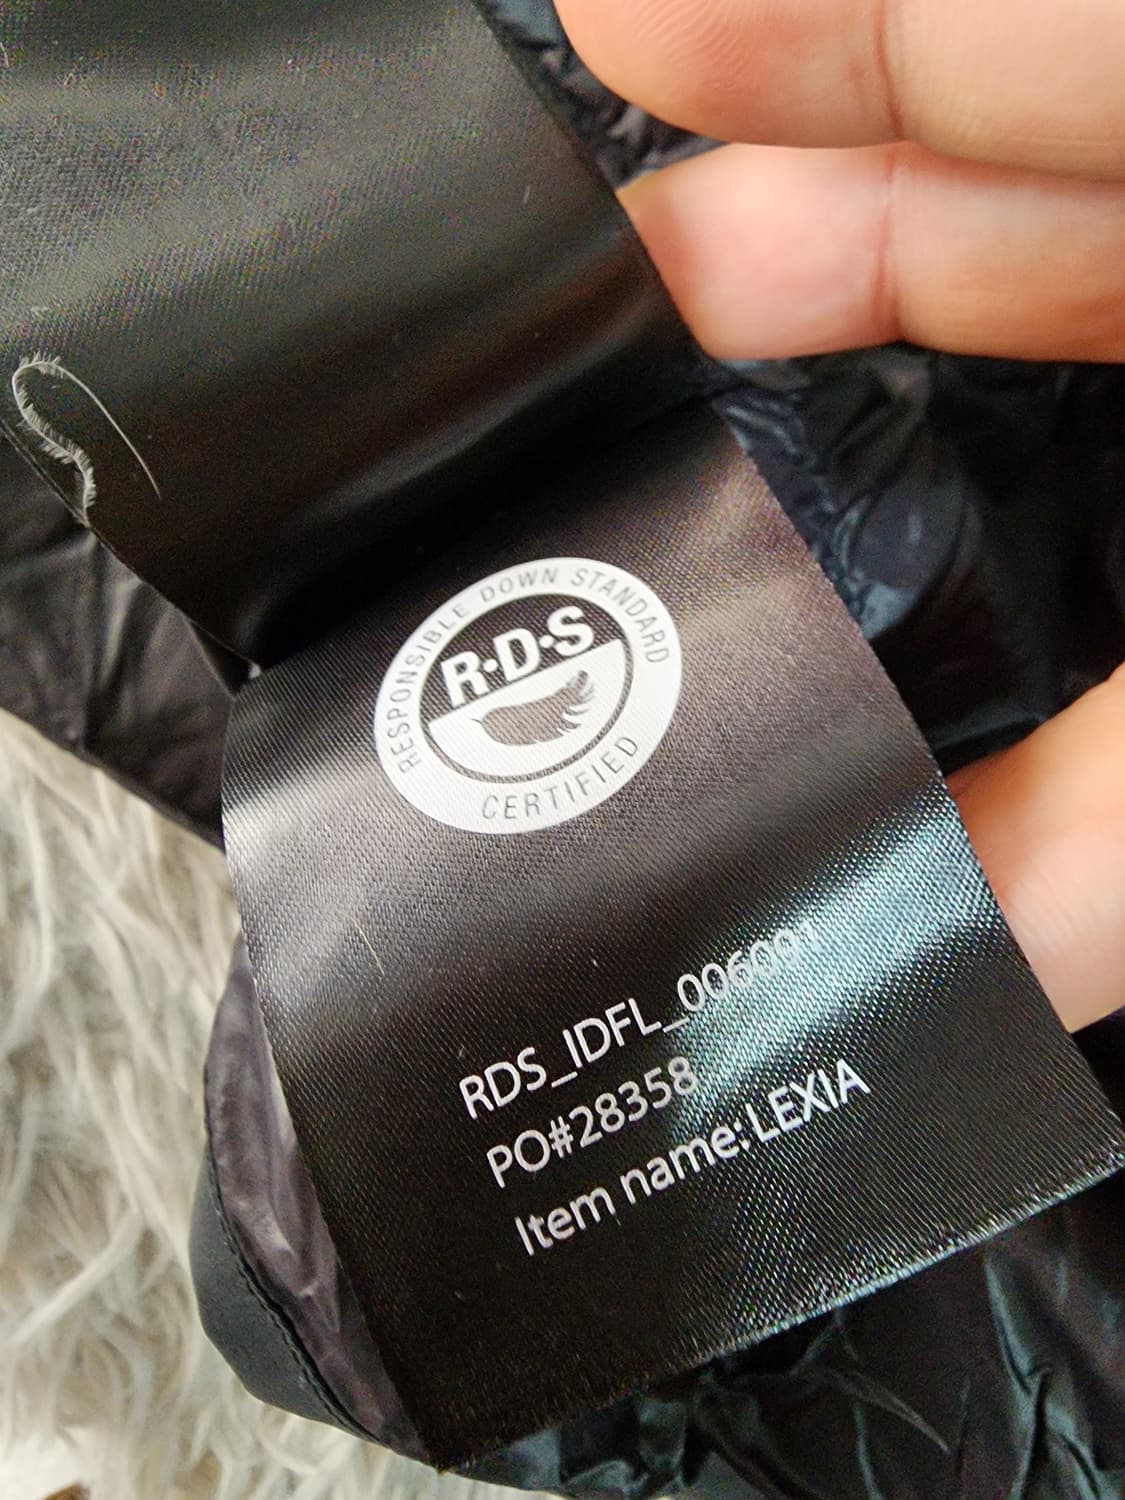 RESPONSIBLE DOWN STANDARD
R·D·S
CERTIFIED
PO#28358
Item name: LEXIA